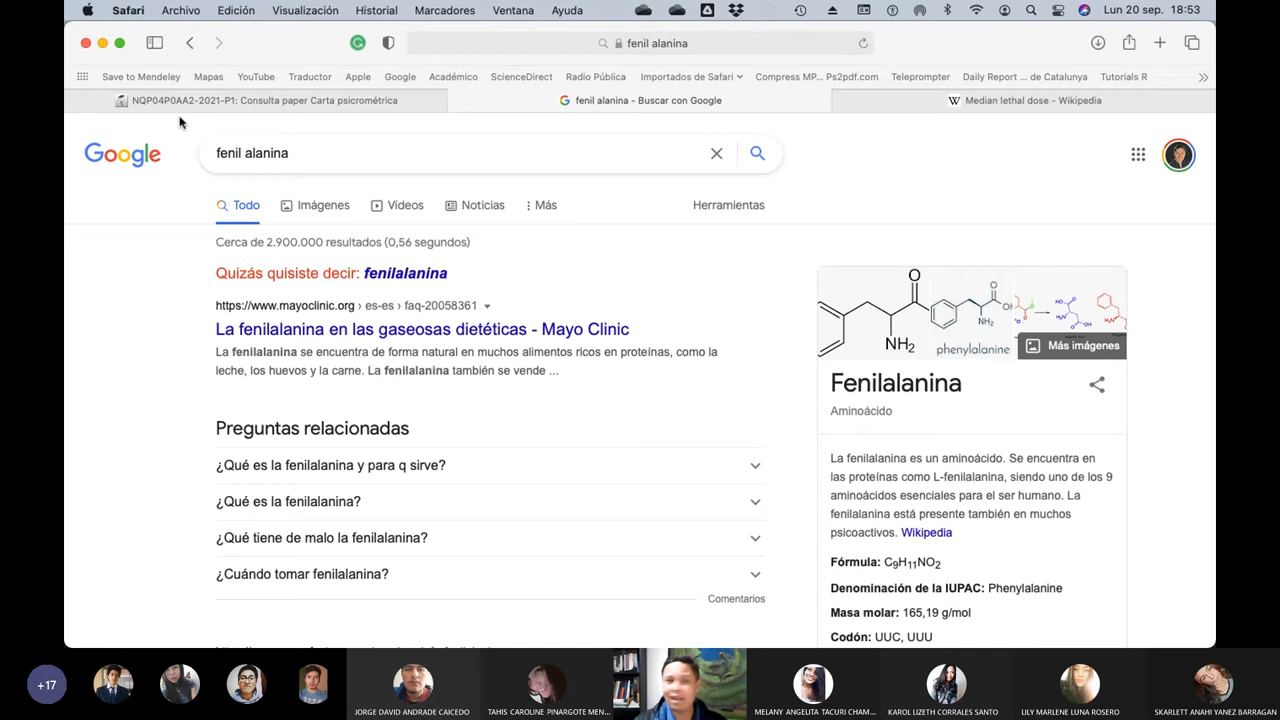 Safari Archivo Edición Visualización Historial Marcadores Ventana Ayuda Lun 20 sep. 18:53
fenil alanina
Save to Mendeley Mapas YouTube Traductor Apple Google Académico ScienceDirect Radio Pública Importados de Safari Compress MP... Ps2pdf.com Teleprompter Daily Report ... de Catalunya Tutorials R
NQP04P0AA2-2021-P1: Consulta paper Carta psicrométrica fenil alanina - Buscar con Google Median lethal dose - Wikipedia
Google fenil alanina
Todo Imágenes Vídeos Noticias Más Herramientas
Cerca de 2.900.000 resultados (0,56 segundos)
Quizás quisiste decir: fenilalanina
https://www.mayoclinic.org › es-es › faq-20058361
La fenilalanina en las gaseosas dietéticas - Mayo Clinic
La fenilalanina se encuentra de forma natural en muchos alimentos ricos en proteínas, como la
leche, los huevos y la carne. La fenilalanina también se vende ...
Preguntas relacionadas
¿Qué es la fenilalanina y para q sirve?
¿Qué es la fenilalanina?
¿Qué tiene de malo la fenilalanina?
¿Cuándo tomar fenilalanina?
Comentarios
O
NH2
phenylalanine
Más imágenes
Fenilalanina
Aminoácido
La fenilalanina es un aminoácido. Se encuentra en
las proteínas como L-fenilalanina, siendo uno de los 9
aminoácidos esenciales para el ser humano. La
fenilalanina está presente también en muchos
psicoactivos. Wikipedia
Fórmula: C9H11NO2
Denominación de la IUPAC: Phenylalanine
Masa molar: 165,19 g/mol
Codón: UUC, UUU
+17
JORGE DAVID ANDRADE CAICEDO TAHIS CAROLINE PINARGOTE MEN... MELANY ANGELITA TACURI CHAM... KAROL LIZETH CORRALES SANTO LILY MARLENE LUNA ROSERO SKARLETT ANAHI YANEZ BARRAGAN